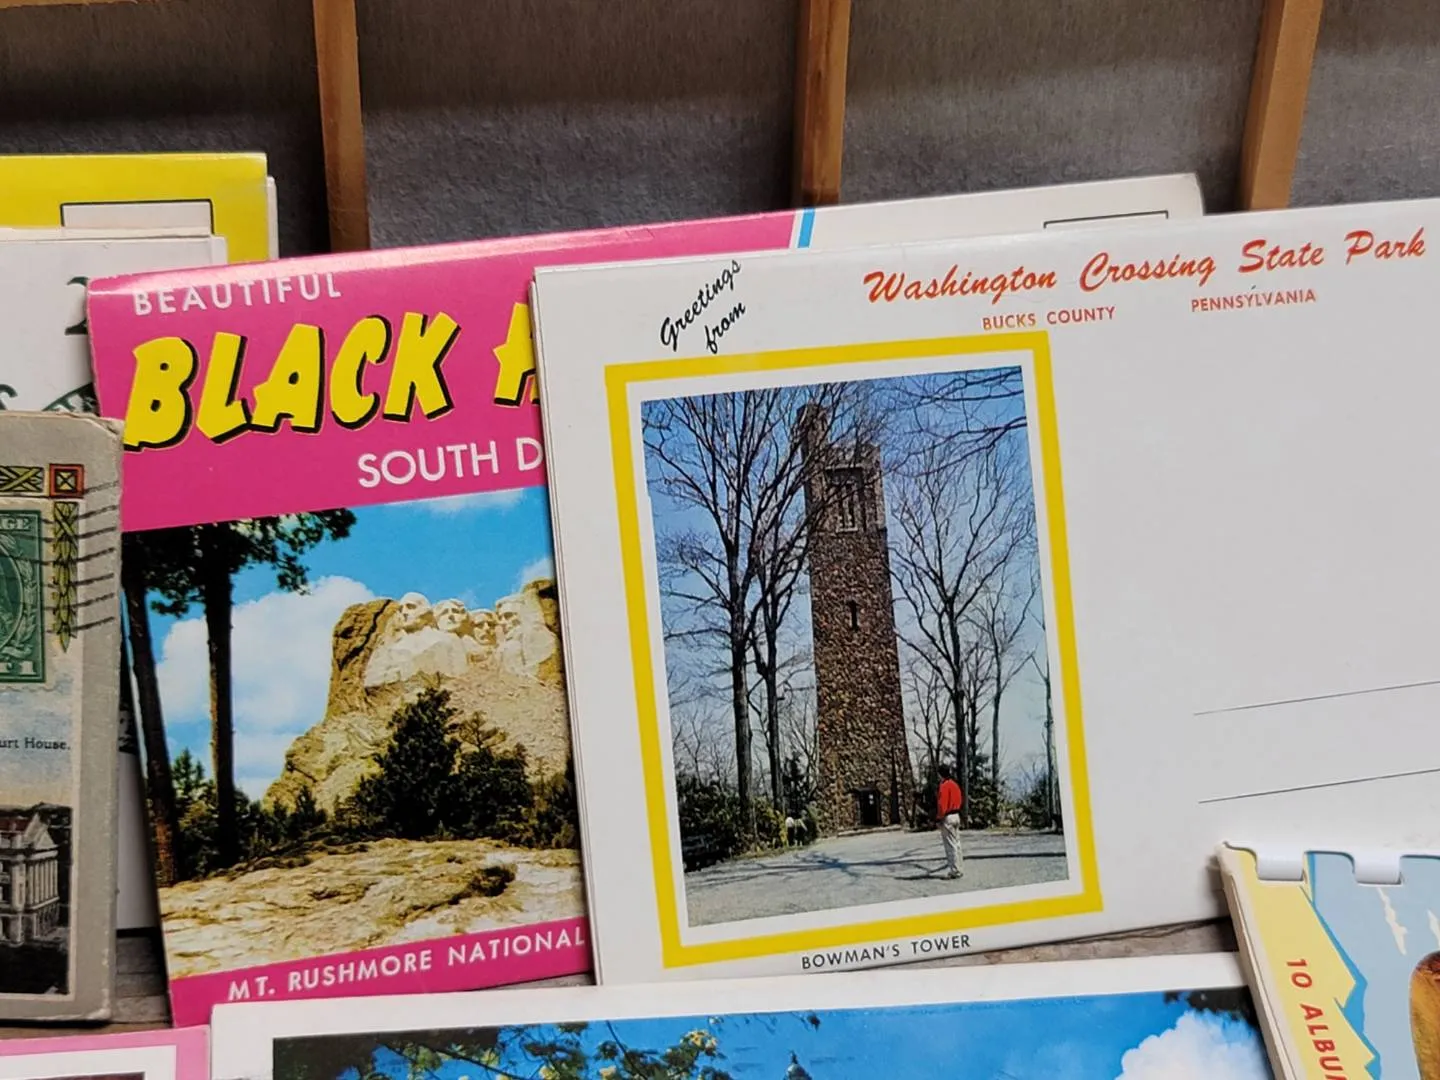 BEAUTIFUL
BLACK
SOUTH D
MT. RUSHMORE NATIONAL
Greetings
from
Washington Crossing State Park
BUCKS COUNTY PENNSYLVANIA
BOWMAN'S TOWER
urt House.
1
10 ALBU